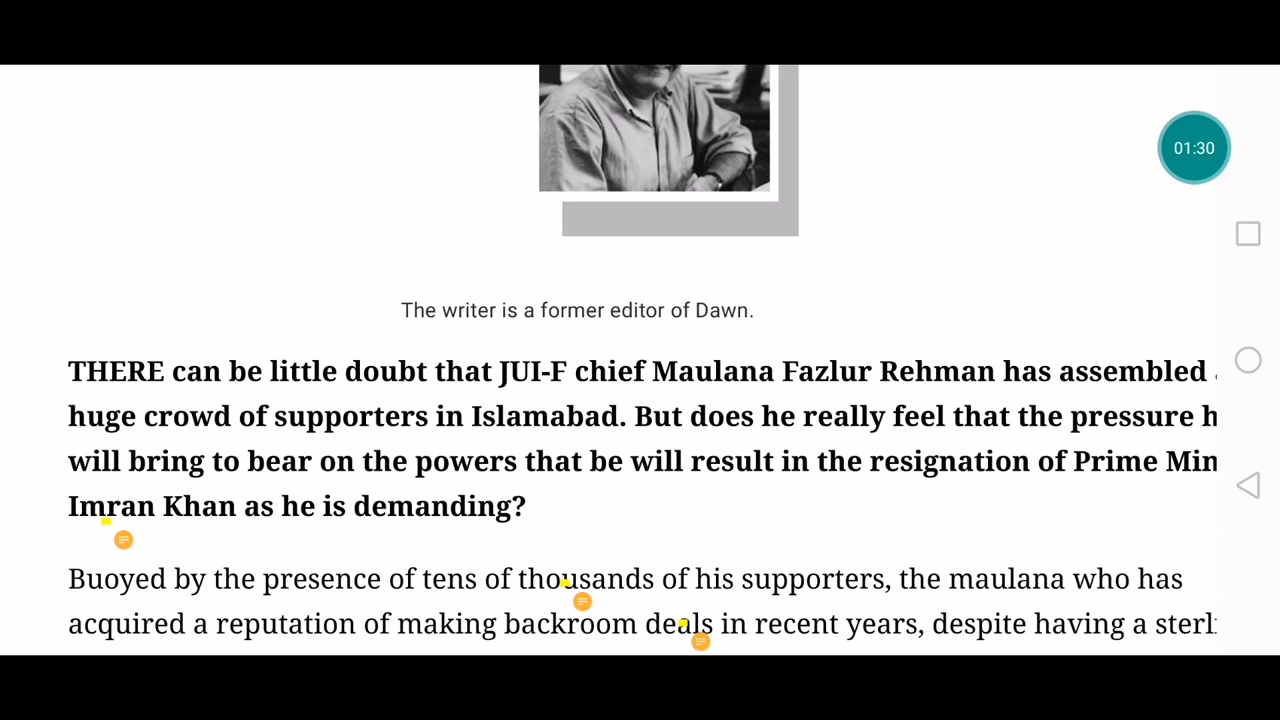 01:30
The writer is a former editor of Dawn.
THERE can be little doubt that JUI-F chief Maulana Fazlur Rehman has assembled
huge crowd of supporters in Islamabad. But does he really feel that the pressure
will bring to bear on the powers that be will result in the resignation of Prime
Imran Khan as he is demanding?
Buoyed by the presence of tens of thousands of his supporters, the maulana who has
acquired a reputation of making backroom deals in recent years, despite having a